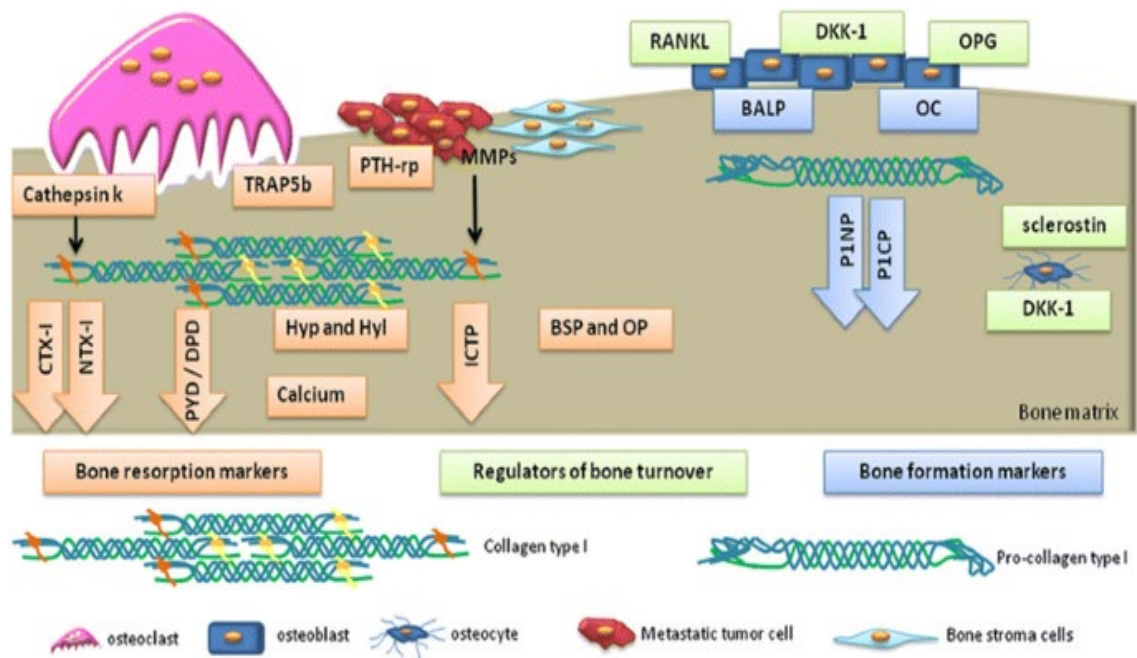 RANKL
DKK-1
OPG
BALP
OC
PTH-rp
MMPs
Cathepsin k
TRAP5b
sclerostin
DKK-1
P1NP
P1CP
CTX-I
NTX-I
PYD / DPD
Hyp and Hyl
ICTP
BSP and OP
Calcium
Bone matrix
Bone resorption markers
Regulators of bone turnover
Bone formation markers
Collagen type I
Pro-collagen type I
osteoclast
osteoblast
osteocyte
Metastatic tumor cell
Bone stroma cells